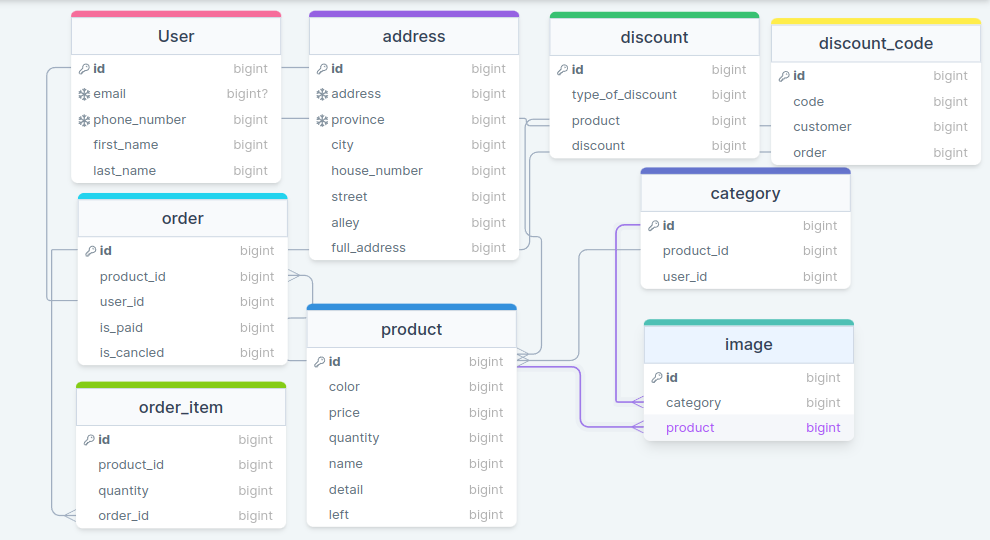 User
id bigint
email bigint?
phone_number bigint
first_name
last_name
address
id bigint
address bigint
province bigint
city bigint
house_number bigint
street bigint
alley bigint
full_address bigint
discount
id bigint
type_of_discount bigint
product bigint
discount bigint
discount_code
id bigint
code bigint
customer bigint
order bigint
order
id bigint
product_id bigint
user_id bigint
is_paid bigint
is_cancled bigint
category
id bigint
product_id bigint
user_id bigint
product
id bigint
color bigint
price bigint
quantity bigint
name bigint
detail bigint
left bigint
image
id bigint
category bigint
product bigint
order_item
id bigint
product_id bigint
quantity bigint
order_id bigint